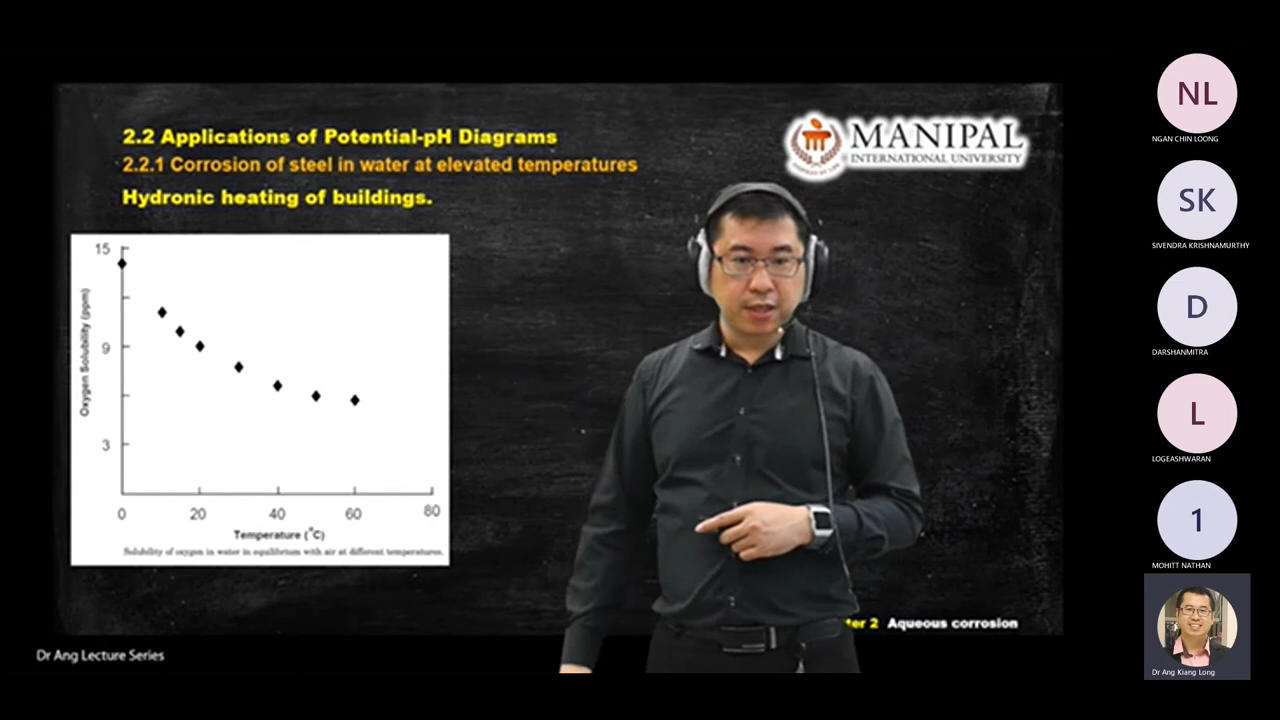 2.2 Applications of Potential-pH Diagrams
2.2.1 Corrosion of steel in water at elevated temperatures
Hydronic heating of buildings.
MANIPAL
INTERNATIONAL UNIVERSITY
15
9
3
Oxygen Solubility (ppm)
0 20 40 60 80
Temperature (°C)
Solubility of oxygen in water in equilibrium with air at different temperatures.
ter 2 Aqueous corrosion
Dr Ang Lecture Series
NL
NGAN CHIN LOONG
SK
SIVENDRA KRISHNAMURTHY
D
DARSHANMITRA
L
LOGEASHWARAN
1
MOHITT NATHAN
Dr Ang Kiang Long